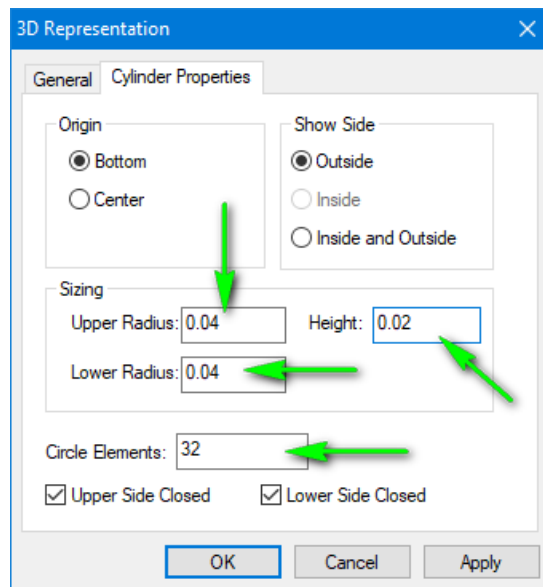 3D Representation
General Cylinder Properties
Origin
Bottom
Center
Show Side
Outside
Inside
Inside and Outside
Sizing
Upper Radius: 0.04 Height: 0.02
Lower Radius: 0.04
Circle Elements: 32
Upper Side Closed Lower Side Closed
OK Cancel Apply